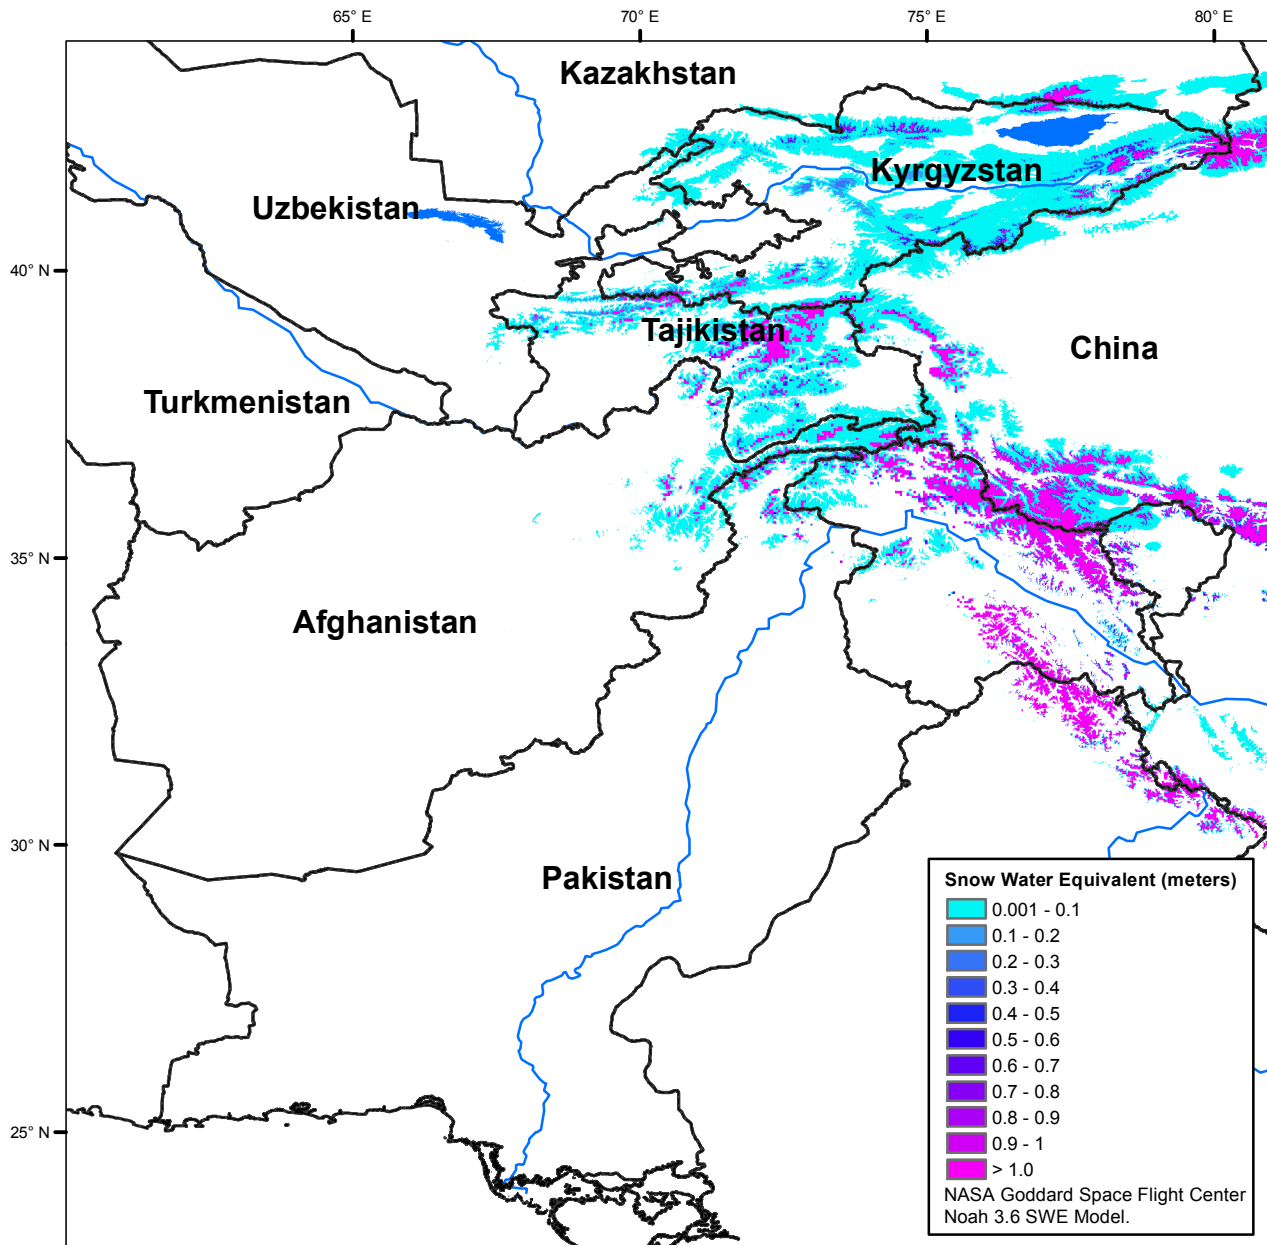 65° E
70° E
75° E
80° E
Kazakhstan
Kyrgyzstan
Uzbekistan
40° N
Tajikistan
China
Turkmenistan
35° N
Afghanistan
30° N
Pakistan
25° N
Snow Water Equivalent (meters)
0.001 - 0.1
0.1 - 0.2
0.2 - 0.3
0.3 - 0.4
0.4 - 0.5
0.5 - 0.6
0.6 - 0.7
0.7 - 0.8
0.8 - 0.9
0.9 - 1
> 1.0
NASA Goddard Space Flight Center
Noah 3.6 SWE Model.